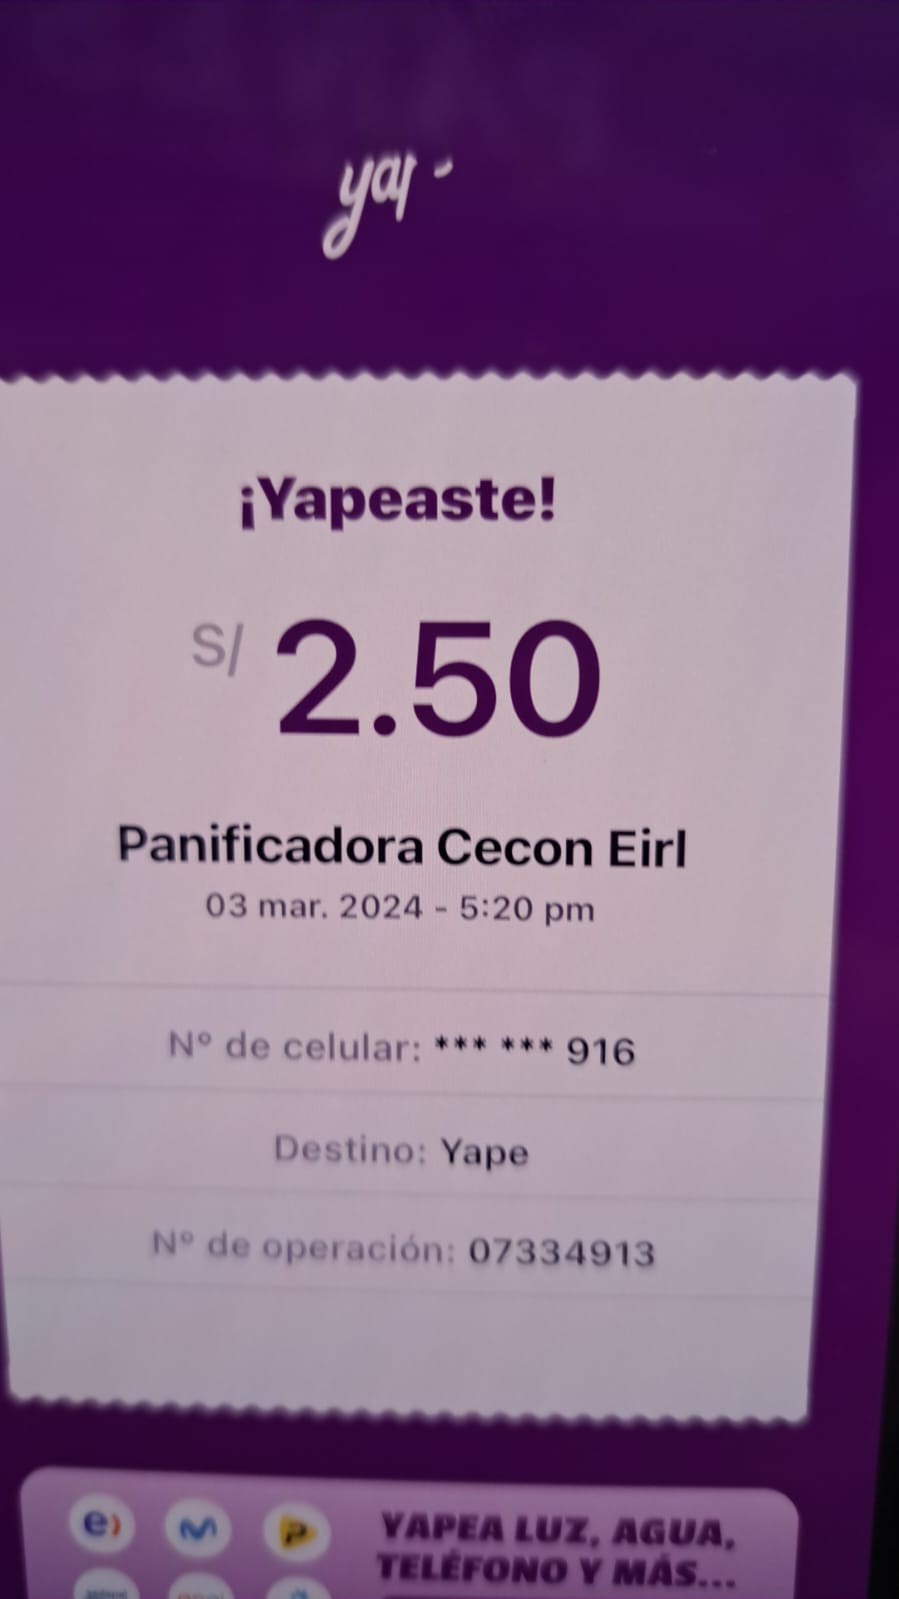 ¡Yapeaste!
S/ 2.50
Panificadora Cecon Eirl
03 mar. 2024 - 5:20 pm
Nº de celular: *** *** 916
Destino: Yape
Nº de operación: 07334913
e)
YAPEA LUZ, AGUA,
TELÉFONO Y MÁS...